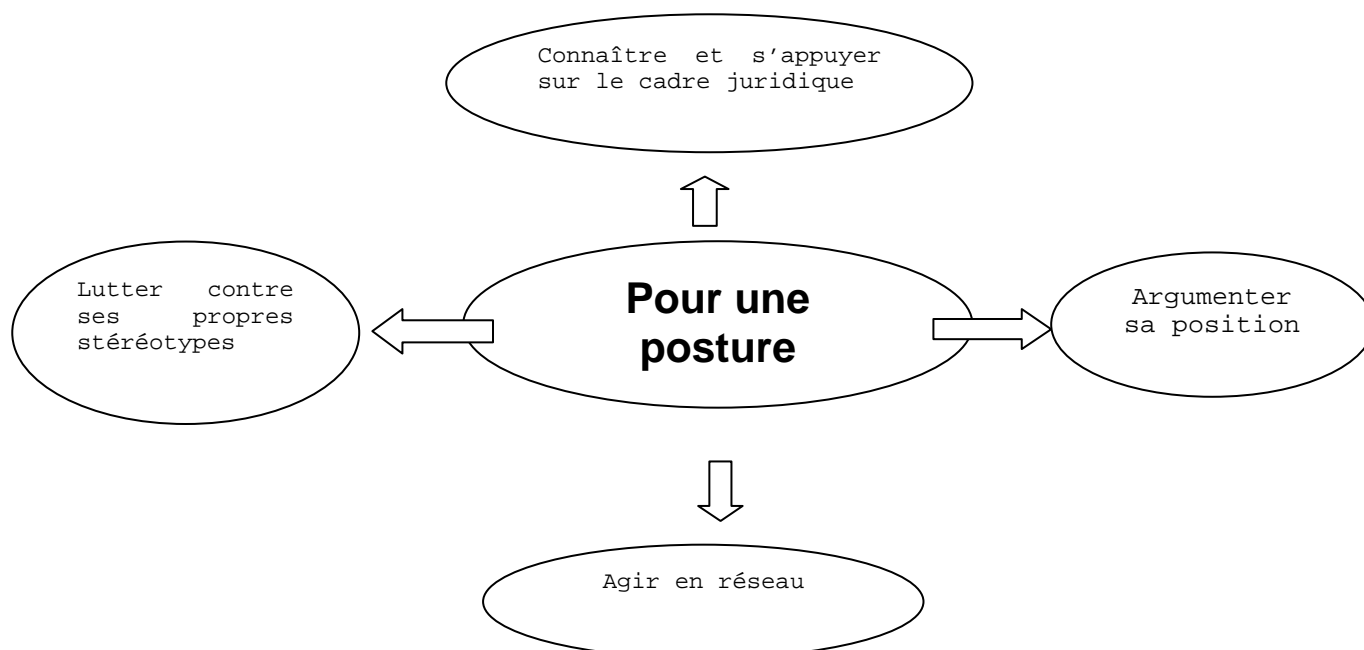 Connaître et s’appuyer
sur le cadre juridique
Lutter contre
ses propres
stéréotypes
Pour une
posture
Argumenter
sa position
Agir en réseau